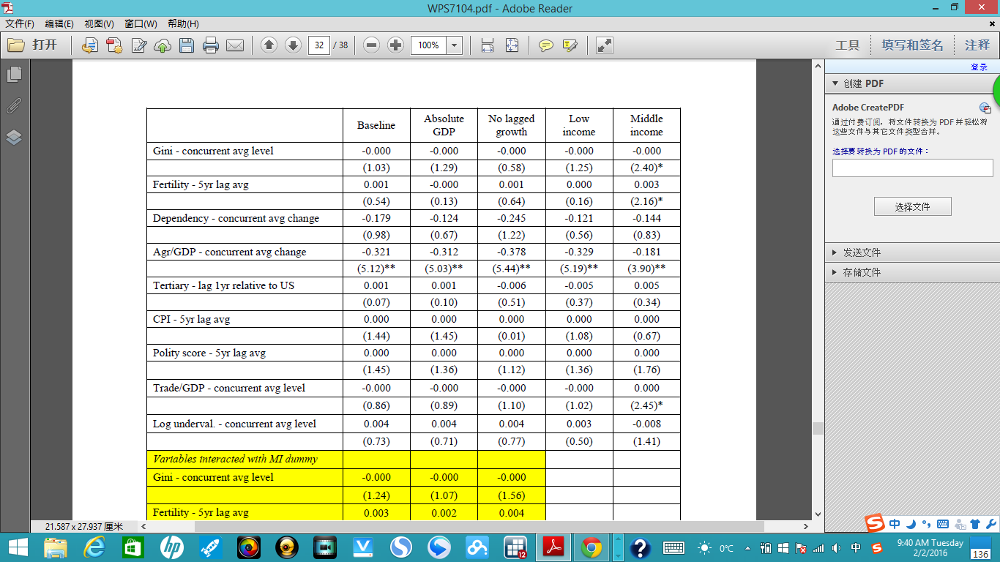 WPS7104.pdf - Adobe Reader
文件(F) 编辑(E) 视图(V) 窗口(W) 帮助(H)
打开 32 / 38 100% 工具 填写和签名 注释
登录
创建 PDF
Adobe CreatePDF
通过付费订阅，将文件转换为 PDF 并轻松将
这些文件与其它文件类型合并。
选择要转换为 PDF 的文件：
选择文件
发送文件
存储文件
Baseline Absolute GDP No lagged growth Low income Middle income
Gini - concurrent avg level -0.000 -0.000 -0.000 -0.000 -0.000
(1.03) (1.29) (0.58) (1.25) (2.40)*
Fertility - 5yr lag avg 0.001 -0.000 0.001 0.000 0.003
(0.54) (0.13) (0.64) (0.16) (2.16)*
Dependency - concurrent avg change -0.179 -0.124 -0.245 -0.121 -0.144
(0.98) (0.67) (1.22) (0.56) (0.83)
Agr/GDP - concurrent avg change -0.321 -0.312 -0.378 -0.329 -0.181
(5.12)** (5.03)** (5.44)** (5.19)** (3.90)**
Tertiary - lag 1yr relative to US 0.001 0.001 -0.006 -0.005 0.005
(0.07) (0.10) (0.51) (0.37) (0.34)
CPI - 5yr lag avg 0.000 0.000 0.000 0.000 0.000
(1.44) (1.45) (0.01) (1.08) (0.67)
Polity score - 5yr lag avg 0.000 0.000 0.000 0.000 0.000
(1.45) (1.36) (1.12) (1.36) (1.76)
Trade/GDP - concurrent avg level -0.000 -0.000 -0.000 -0.000 0.000
(0.86) (0.89) (1.10) (1.02) (2.45)*
Log underval. - concurrent avg level 0.004 0.004 0.004 0.003 -0.008
(0.73) (0.71) (0.77) (0.50) (1.41)
Variables interacted with MI dummy
Gini - concurrent avg level -0.000 -0.000 -0.000
(1.24) (1.07) (1.56)
Fertility - 5yr lag avg 0.003 0.002 0.004
21.587 x 27.937 厘米
中
hp 12 0°C 中 9:40 AM Tuesday
2/2/2016
136